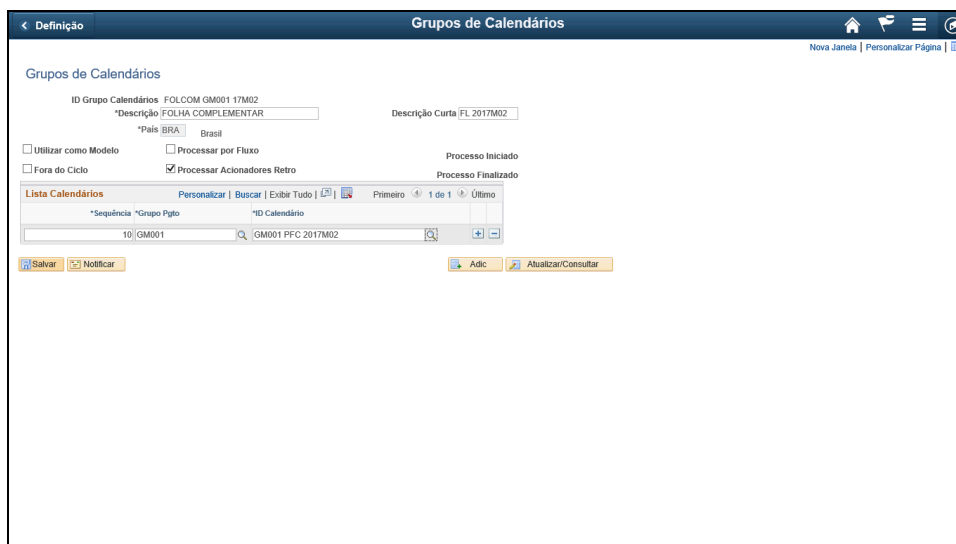 Definição
Grupos de Calendários
Nova Janela | Personalizar Página |
Grupos de Calendários
ID Grupo Calendários FOLCOM GM001 17M02
*Descrição FOLHA COMPLEMENTAR Descrição Curta FL 2017M02
*País BRA Brasil
Utilizar como Modelo Processar por Fluxo Processo Iniciado
Fora do Ciclo Processar Acionadores Retro Processo Finalizado
Lista Calendários Personalizar | Buscar | Exibir Tudo | | Primeiro 1 de 1 Último
*Sequência *Grupo Pgto *ID Calendário
10 GM001 GM001 PFC 2017M02
Salvar Notificar Adic Atualizar/Consultar